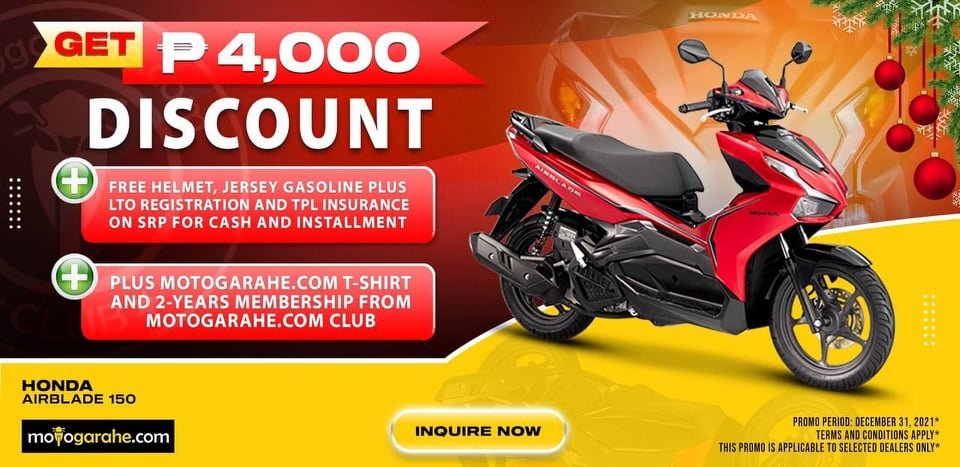 GET ₱ 4,000
DISCOUNT
FREE HELMET, JERSEY GASOLINE PLUS
LTO REGISTRATION AND TPL INSURANCE
ON SRP FOR CASH AND INSTALLMENT
PLUS MOTOGARAHE.COM T-SHIRT
AND 2-YEARS MEMBERSHIP FROM
MOTOGARAHE.COM CLUB
HONDA
AIRBLADE
HONDA
HONDA
AIRBLADE 150
motogarahe.com
INQUIRE NOW
PROMO PERIOD: DECEMBER 31, 2021*
TERMS AND CONDITIONS APPLY*
THIS PROMO IS APPLICABLE TO SELECTED DEALERS ONLY*